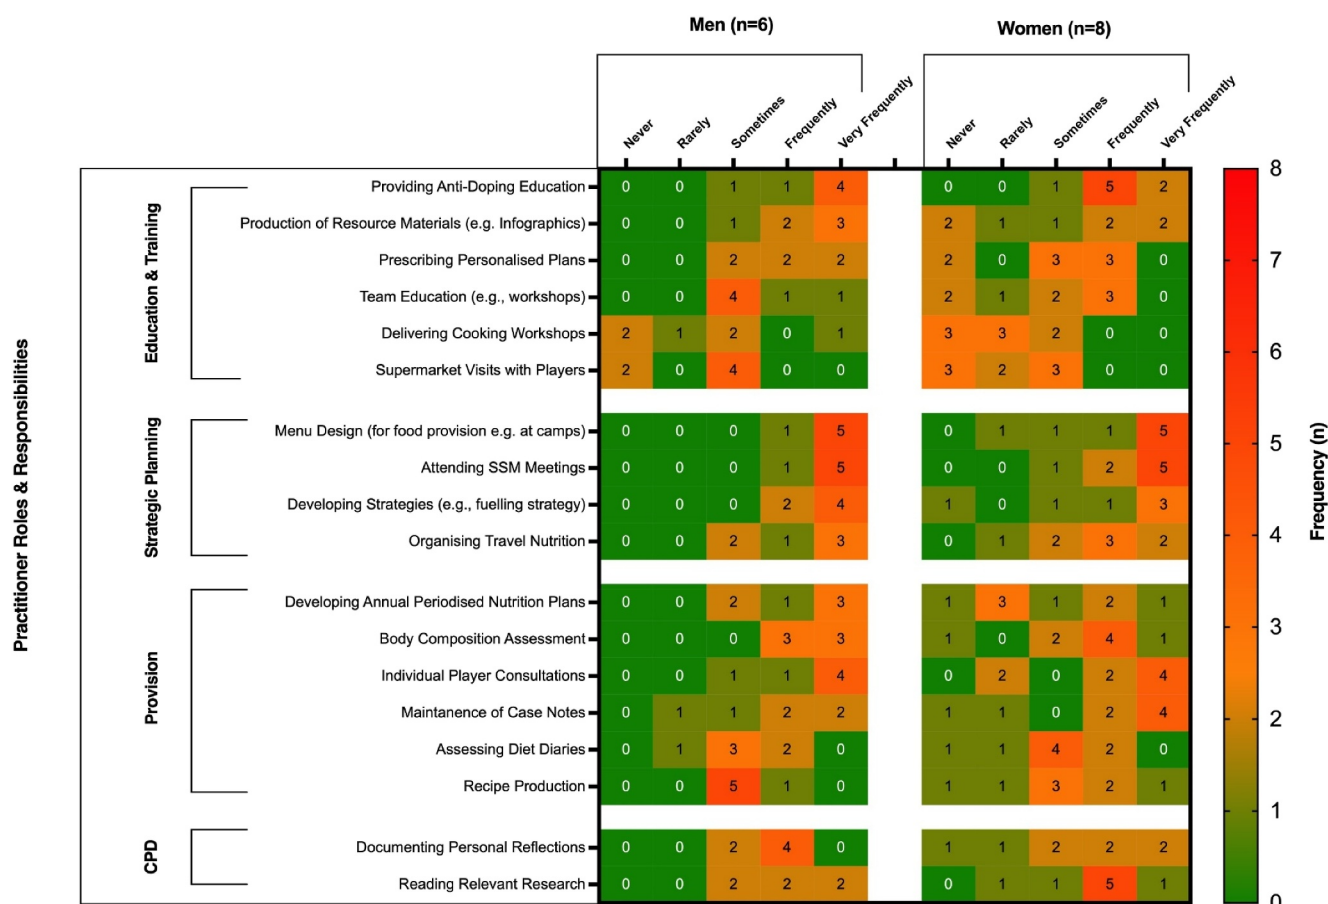 Men (n=6)
Women (n=8)
Never Rarely Sometimes Frequently Very Frequently Never Rarely Sometimes Frequently Very Frequently
Practitioner Roles & Responsibilities
Education & Training
Providing Anti-Doping Education 0 0 1 1 4 0 0 1 5 2
Production of Resource Materials (e.g. Infographics) 0 0 1 2 3 2 1 1 2 2
Prescribing Personalised Plans 0 0 2 2 2 2 0 3 3 0
Team Education (e.g., workshops) 0 0 4 1 1 2 1 2 3 0
Delivering Cooking Workshops 2 1 2 0 1 3 3 2 0 0
Supermarket Visits with Players 2 0 4 0 0 3 2 3 0 0
Strategic Planning
Menu Design (for food provision e.g. at camps) 0 0 0 1 5 0 1 1 1 5
Attending SSM Meetings 0 0 0 1 5 0 0 1 2 5
Developing Strategies (e.g., fuelling strategy) 0 0 0 2 4 1 0 1 1 3
Organising Travel Nutrition 0 0 2 1 3 0 1 2 3 2
Provision
Developing Annual Periodised Nutrition Plans 0 0 2 1 3 1 3 1 2 1
Body Composition Assessment 0 0 0 3 3 1 0 2 4 1
Individual Player Consultations 0 0 1 1 4 0 2 0 2 4
Maintanence of Case Notes 0 1 1 2 2 1 1 0 2 4
Assessing Diet Diaries 0 1 3 2 0 1 1 4 2 0
Recipe Production 0 0 5 1 0 1 1 3 2 1
CPD
Documenting Personal Reflections 0 0 2 4 0 1 1 2 2 2
Reading Relevant Research 0 0 2 2 2 0 1 1 5 1
8
7
6
5
4
3
2
1
0
Frequency (n)